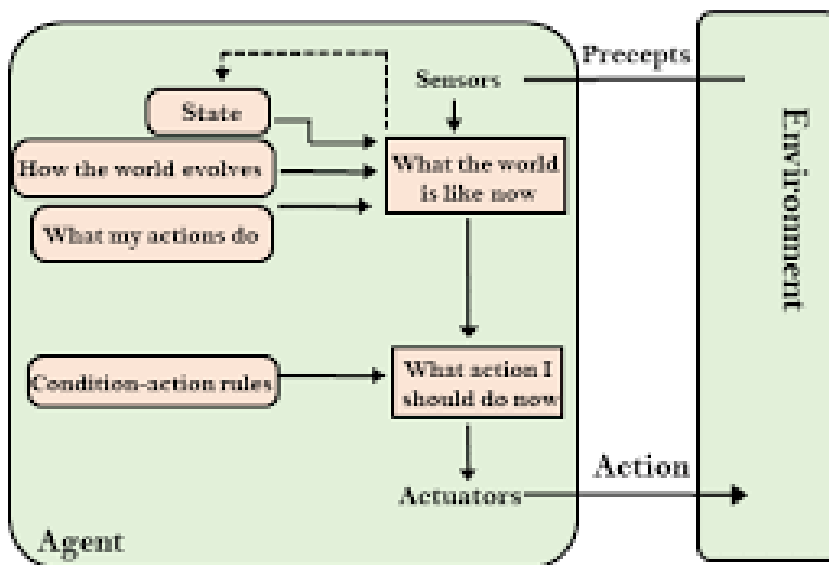 Precepts
Sensors
State
How the world evolves
What the world
is like now
What my actions do
Environment
Condition-action rules
What action I
should do now
Action
Actuators
Agent